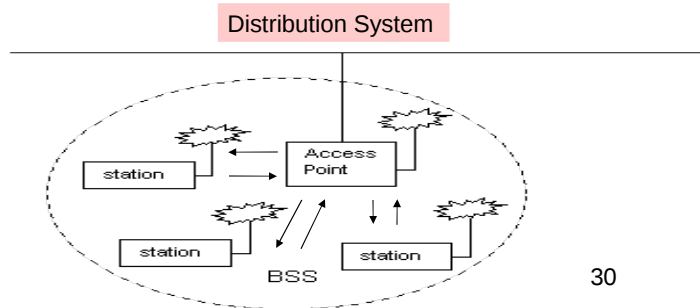 Distribution System
Access
Point
station
station
station
BSS
30